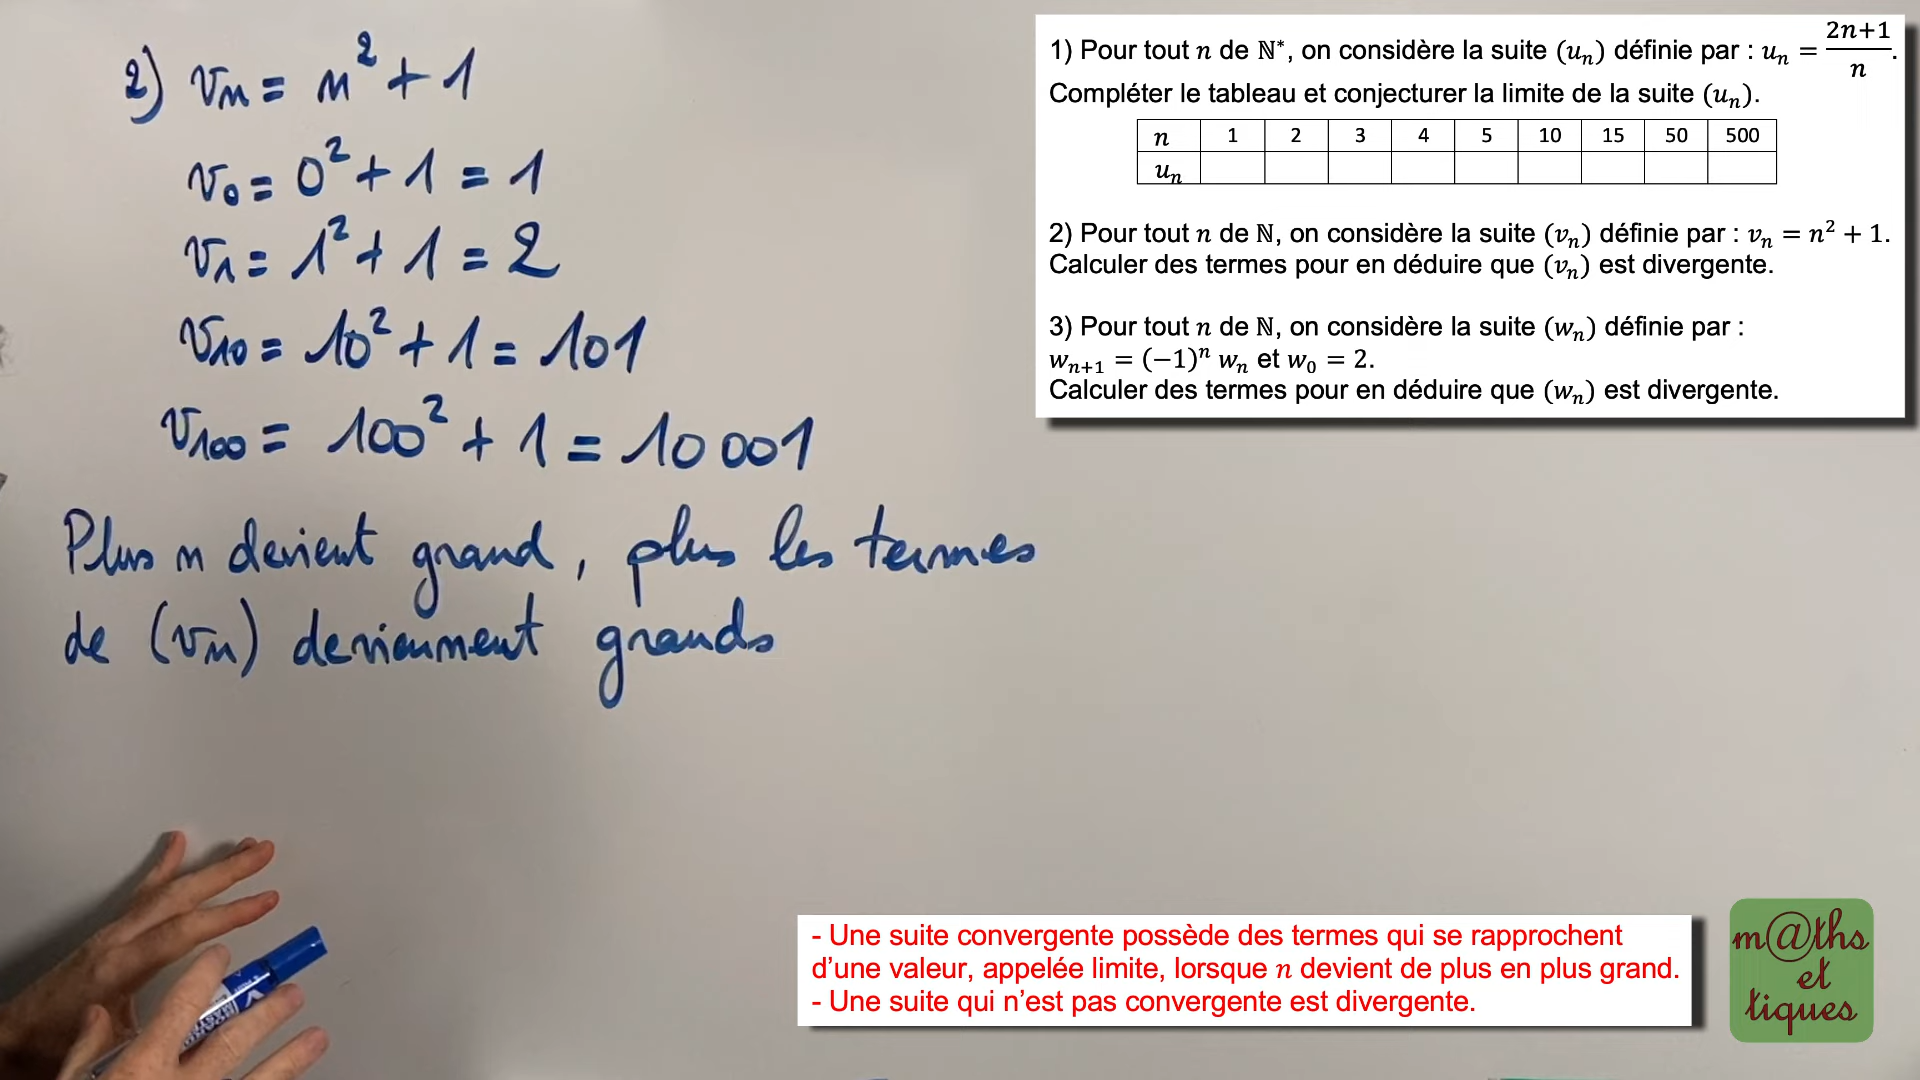 2) vn = n² + 1
v0 = 0² + 1 = 1
v1 = 1² + 1 = 2
v10 = 10² + 1 = 101
v100 = 100² + 1 = 10 001
Plus n devient grand, plus les termes
de (vn) deviennent grands
1) Pour tout n de ℕ*, on considère la suite (un) définie par : un = (2n+1)/n.
Compléter le tableau et conjecturer la limite de la suite (un).
n 1 2 3 4 5 10 15 50 500
un
2) Pour tout n de ℕ, on considère la suite (vn) définie par : vn = n² + 1.
Calculer des termes pour en déduire que (vn) est divergente.
3) Pour tout n de ℕ, on considère la suite (wn) définie par :
wn+1 = (−1)ⁿ wn et w0 = 2.
Calculer des termes pour en déduire que (wn) est divergente.
- Une suite convergente possède des termes qui se rapprochent
d’une valeur, appelée limite, lorsque n devient de plus en plus grand.
- Une suite qui n’est pas convergente est divergente.
m@ths
et
tiques